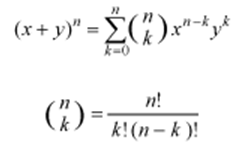 (x + y)^n = \sum_{k=0}^{n} \binom{n}{k} x^{n-k} y^k
\binom{n}{k} = \frac{n!}{k!(n-k)!}